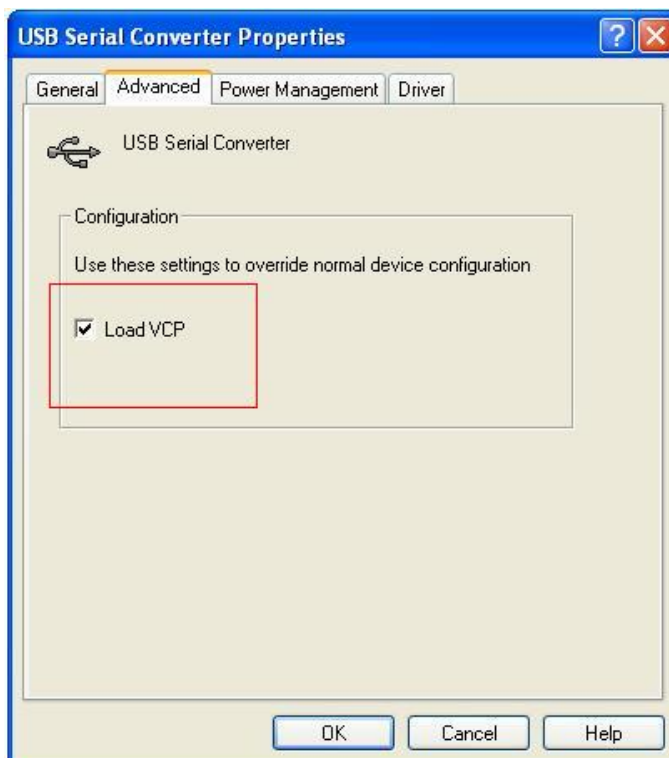 USB Serial Converter Properties
General Advanced Power Management Driver
USB Serial Converter
Configuration
Use these settings to override normal device configuration
Load VCP
OK Cancel Help